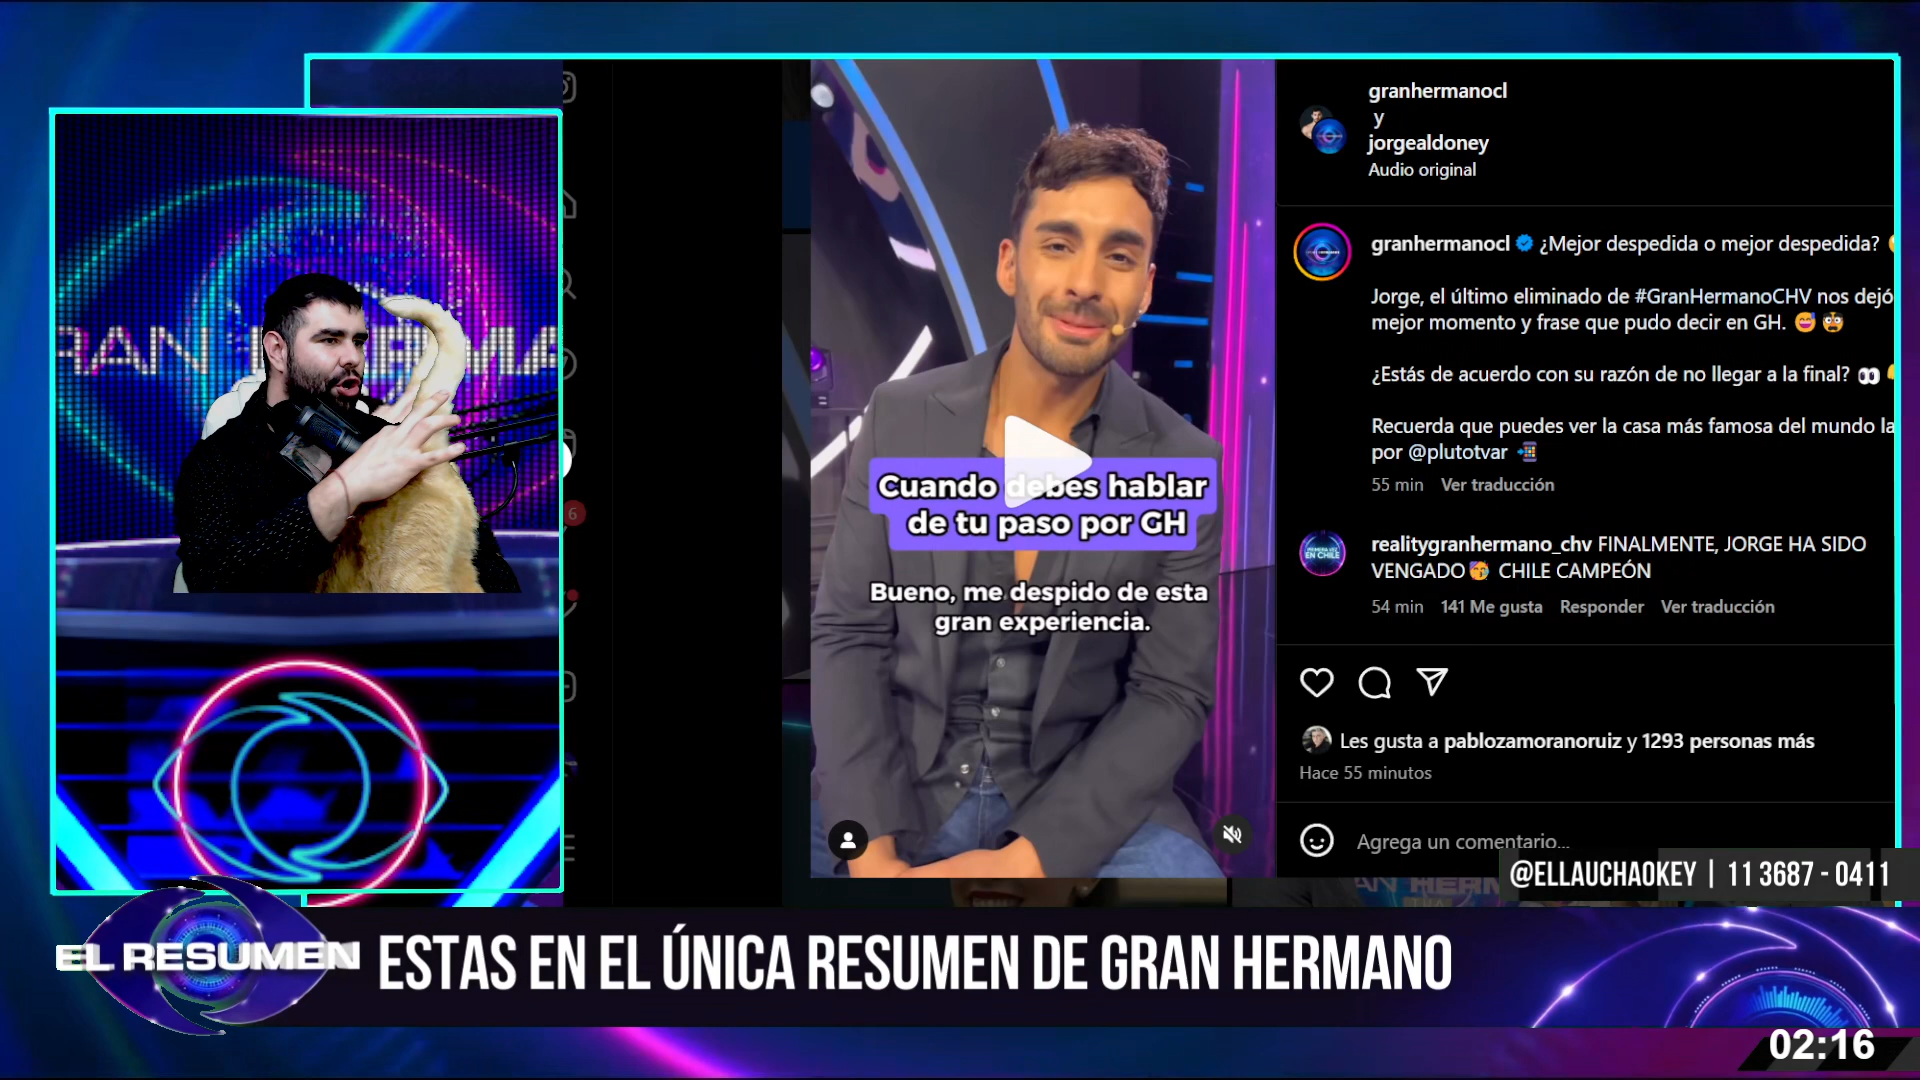 granhermanocl
y
jorgealdoney
Audio original
granhermanocl ¿Mejor despedida o mejor despedida?
Jorge, el último eliminado de #GranHermanoCHV nos dejó
mejor momento y frase que pudo decir en GH. 😅 😨
¿Estás de acuerdo con su razón de no llegar a la final? 👀
Recuerda que puedes ver la casa más famosa del mundo la
por @plutotvar 📲
55 min Ver traducción
realitygranhermano_chv FINALMENTE, JORGE HA SIDO
VENGADO🥳 CHILE CAMPEÓN
54 min 141 Me gusta Responder Ver traducción
Les gusta a pablozamoranoruiz y 1293 personas más
Hace 55 minutos
Agrega un comentario...
Cuando debes hablar
de tu paso por GH
Bueno, me despido de esta
gran experiencia.
6
@ELLAUCHAOKEY | 11 3687 - 0411
EL RESUMEN
ESTAS EN EL ÚNICA RESUMEN DE GRAN HERMANO
02:16